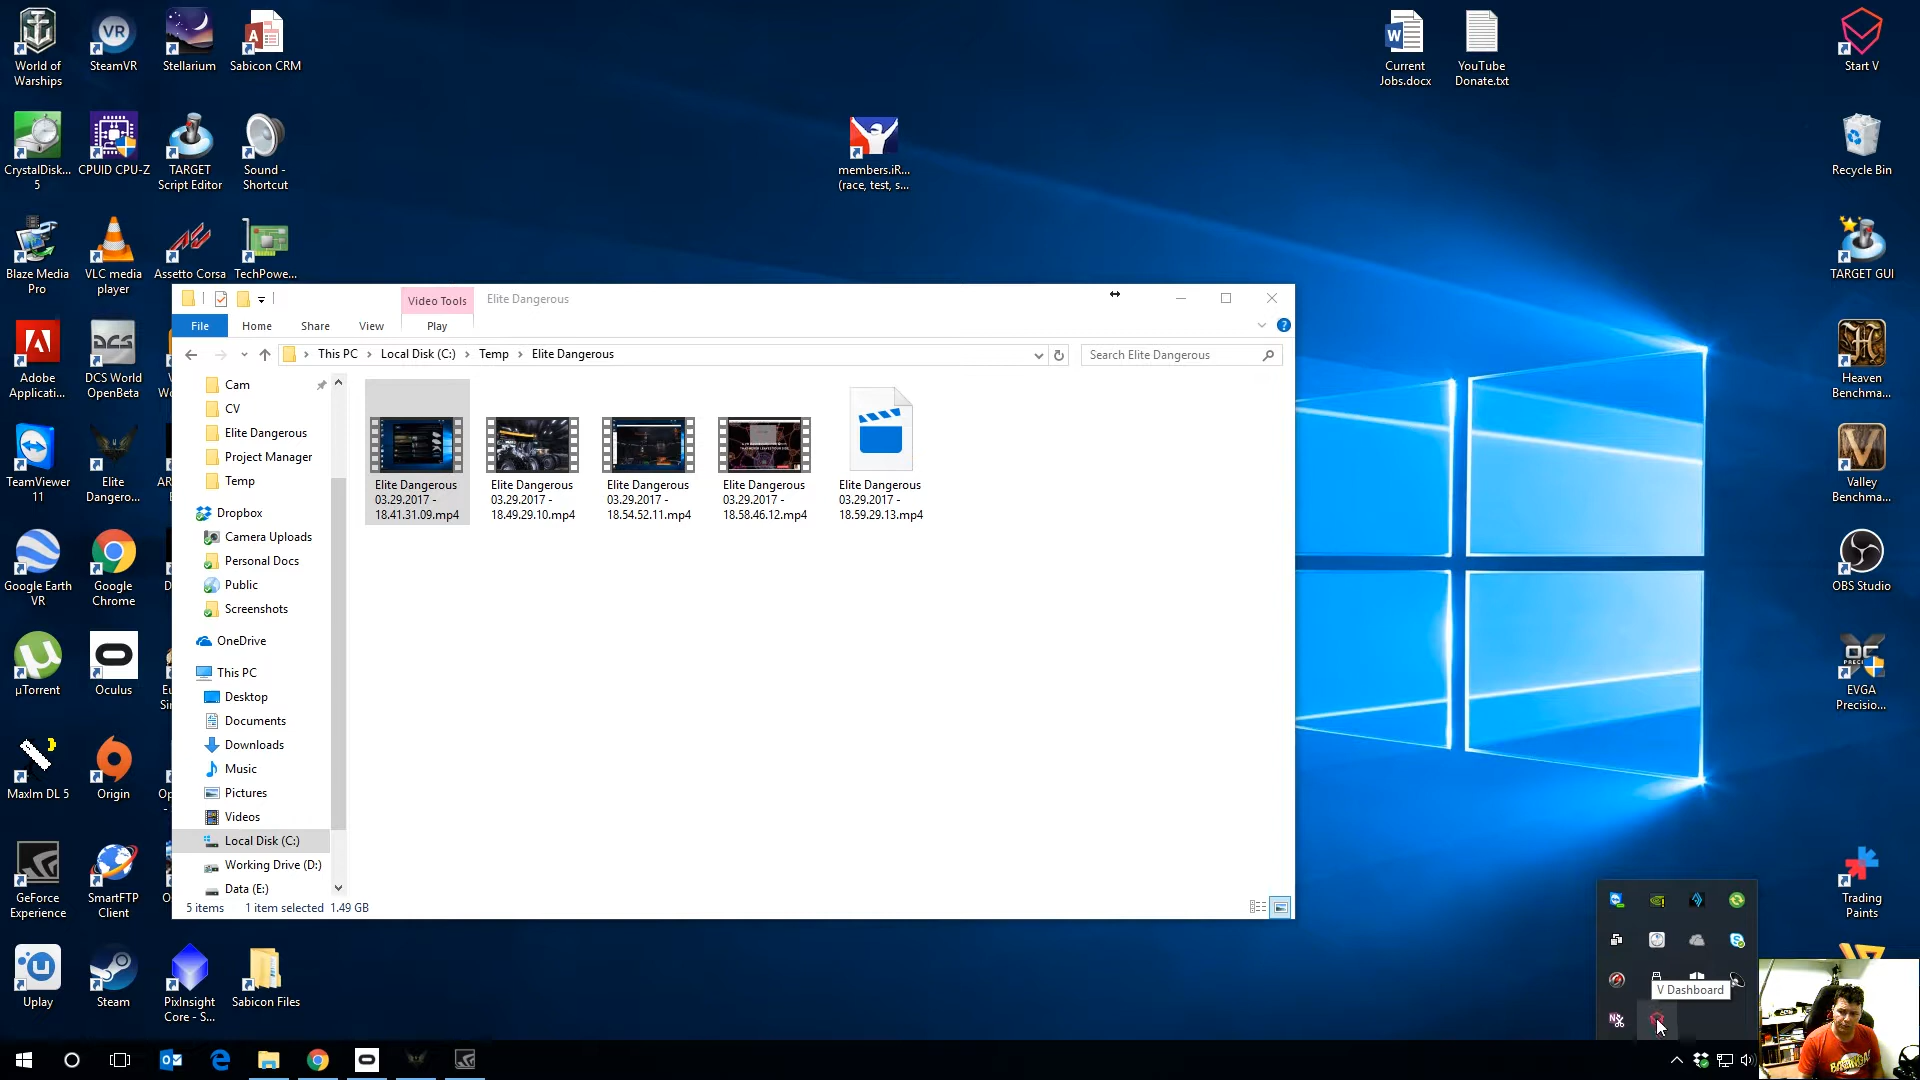 World of
Warships
SteamVR
Stellarium
Sabicon CRM
Current
Jobs.docx
YouTube
Donate.txt
Start V
CrystalDisk...
5
CPUID CPU-Z
TARGET
Script Editor
Sound -
Shortcut
members.iR...
(race, test, s...
Recycle Bin
Blaze Media
Pro
VLC media
player
Assetto Corsa
TechPowe...
TARGET GUI
Video Tools
Elite Dangerous
File
Home
Share
View
Play
This PC
Local Disk (C:)
Temp
Elite Dangerous
Search Elite Dangerous
Adobe
Applicati...
DCS World
OpenBeta
Heaven
Benchma...
Cam
CV
Elite Dangerous
Project Manager
Temp
Dropbox
Camera Uploads
Personal Docs
Public
Screenshots
OneDrive
This PC
Desktop
Documents
Downloads
Music
Pictures
Videos
Local Disk (C:)
Working Drive (D:)
Data (E:)
Elite Dangerous
03.29.2017 -
18.41.31.09.mp4
Elite Dangerous
03.29.2017 -
18.49.29.10.mp4
Elite Dangerous
03.29.2017 -
18.54.52.11.mp4
Elite Dangerous
03.29.2017 -
18.58.46.12.mp4
Elite Dangerous
03.29.2017 -
18.59.29.13.mp4
5 items
1 item selected 1.49 GB
TeamViewer
11
Elite
Dangero...
Valley
Benchma...
Google Earth
VR
Google
Chrome
OBS Studio
µTorrent
Oculus
EVGA
Precisio...
MaxIm DL 5
Origin
GeForce
Experience
SmartFTP
Client
Trading
Paints
Uplay
Steam
PixInsight
Core - S...
Sabicon Files
V Dashboard